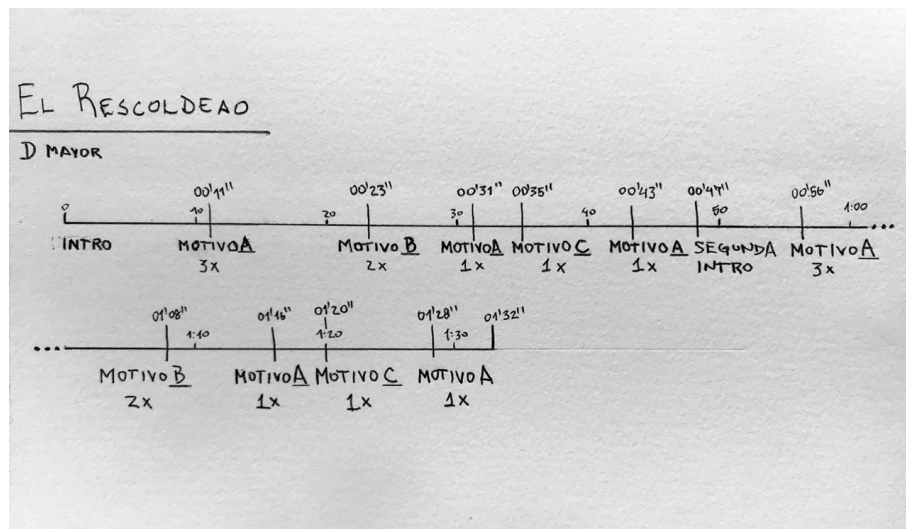 EL RESCOLDEAO
D MAYOR
00'11" 00'23" 00'31" 00'35" 00'43" 00'47" 00'56"
0 10 20 30 40 50 1:00
INTRO MOTIVO A MOTIVO B MOTIVO A MOTIVO C MOTIVO A SEGUNDA MOTIVO A
3x 2x 1x 1x 1x INTRO 3x
01'08" 01'16" 01'20" 01'28" 01'32"
1:10 1:20 1:30
MOTIVO B MOTIVO A MOTIVO C MOTIVO A
2x 1x 1x 1x